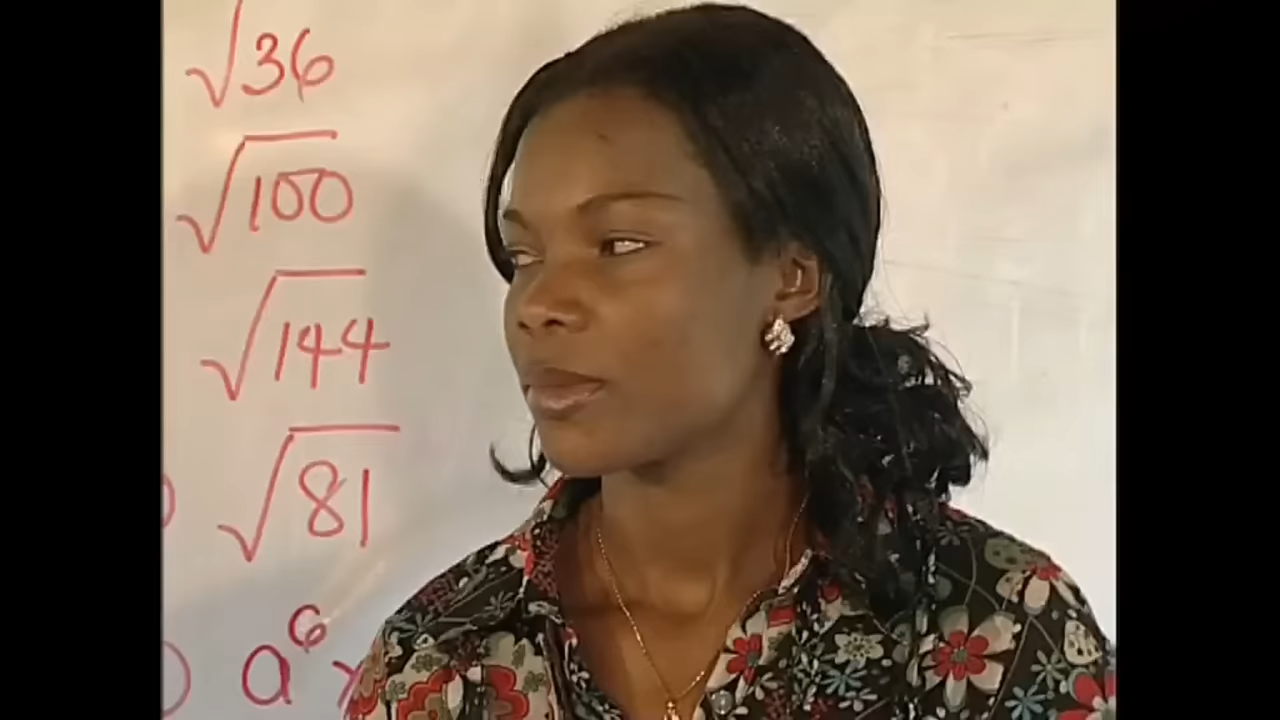 √36
√100
√144
√81
) a⁶ x